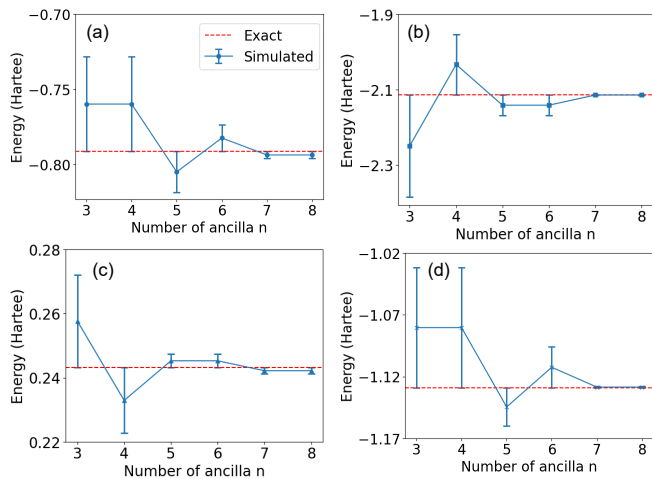 (a)
Exact
Simulated
Energy (Hartee)
−0.70
−0.75
−0.80
3 4 5 6 7 8
Number of ancilla n
(b)
Energy (Hartee)
−1.9
−2.1
−2.3
3 4 5 6 7 8
Number of ancilla n
(c)
Energy (Hartee)
0.28
0.26
0.24
0.22
3 4 5 6 7 8
Number of ancilla n
(d)
Energy (Hartee)
−1.02
−1.07
−1.12
−1.17
3 4 5 6 7 8
Number of ancilla n